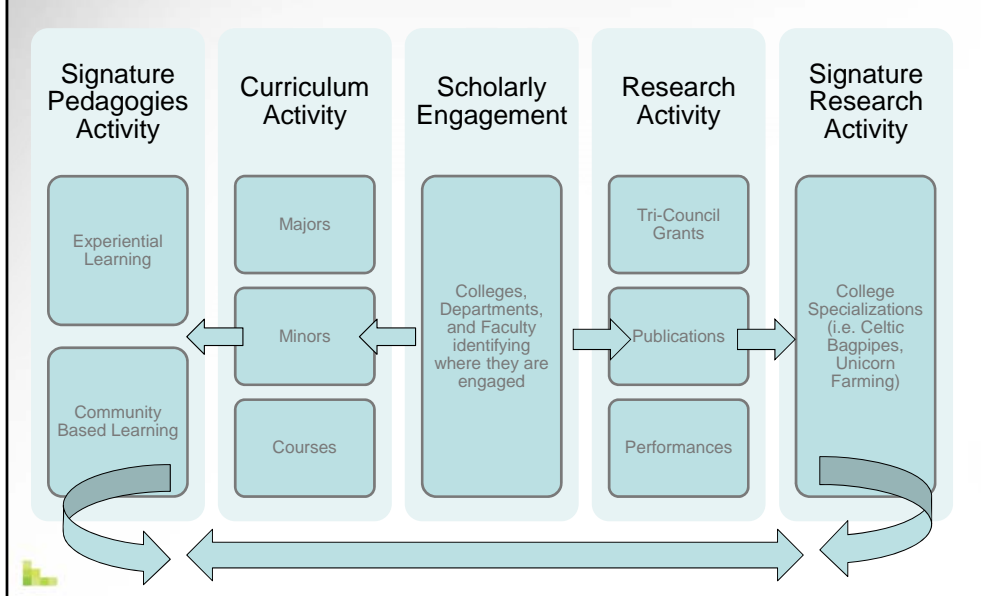 Signature
Pedagogies
Activity
Experiential
Learning
Community
Based Learning
Curriculum
Activity
Majors
Minors
Courses
Scholarly
Engagement
Colleges,
Departments,
and Faculty
identifying
where they are
engaged
Research
Activity
Tri-Council
Grants
Publications
Performances
Signature
Research
Activity
College
Specializations
(i.e. Celtic
Bagpipes,
Unicorn
Farming)